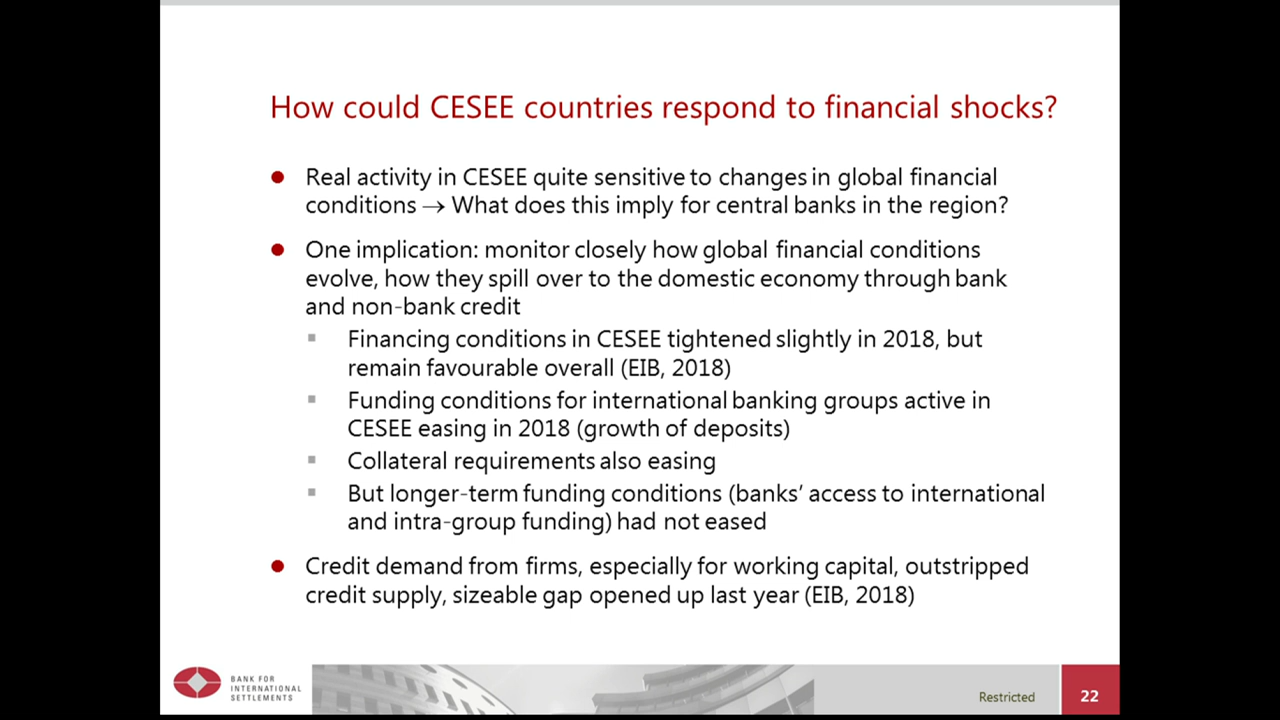 How could CESEE countries respond to financial shocks?
● Real activity in CESEE quite sensitive to changes in global financial
conditions → What does this imply for central banks in the region?
● One implication: monitor closely how global financial conditions
evolve, how they spill over to the domestic economy through bank
and non-bank credit
▪ Financing conditions in CESEE tightened slightly in 2018, but
remain favourable overall (EIB, 2018)
▪ Funding conditions for international banking groups active in
CESEE easing in 2018 (growth of deposits)
▪ Collateral requirements also easing
▪ But longer-term funding conditions (banks’ access to international
and intra-group funding) had not eased
● Credit demand from firms, especially for working capital, outstripped
credit supply, sizeable gap opened up last year (EIB, 2018)
BANK FOR
INTERNATIONAL
SETTLEMENTS
Restricted
22